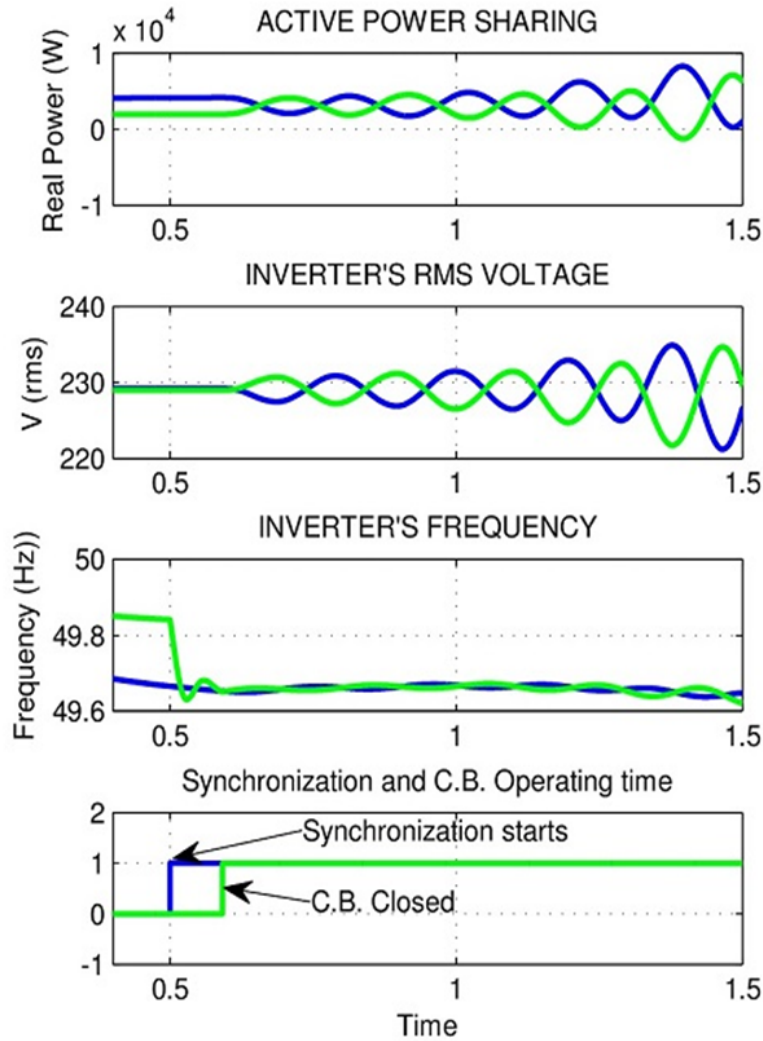 ACTIVE POWER SHARING
x 10^4
Real Power (W)
1
0
-1
0.5 1 1.5
INVERTER'S RMS VOLTAGE
V (rms)
240
230
220
0.5 1 1.5
INVERTER'S FREQUENCY
Frequency (Hz))
50
49.8
49.6
0.5 1 1.5
Synchronization and C.B. Operating time
2
1
0
-1
Synchronization starts
C.B. Closed
0.5 1 1.5
Time